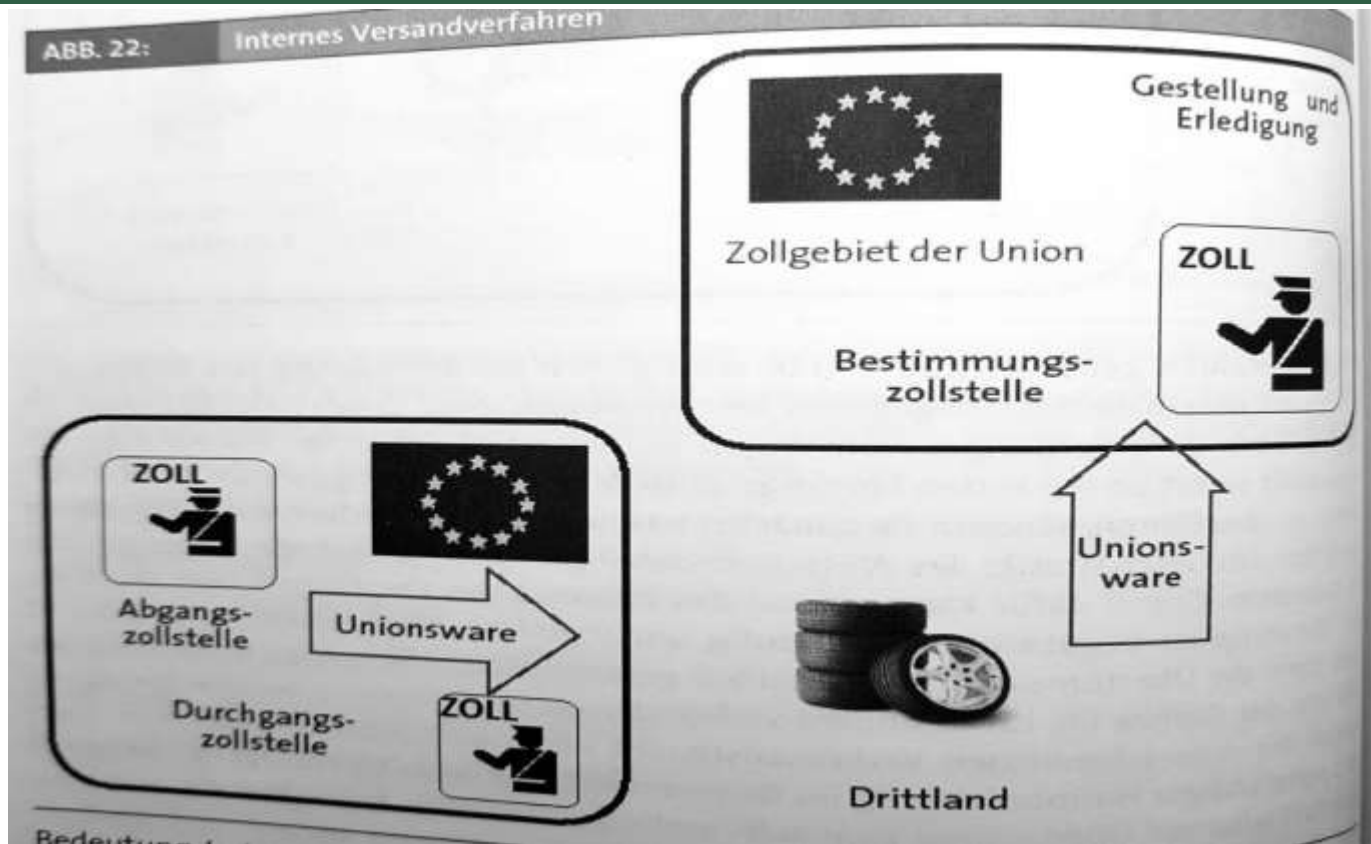 ABB. 22:
Internes Versandverfahren
Gestellung und
Erledigung
Zollgebiet der Union
ZOLL
Bestimmungs-
zollstelle
ZOLL
Abgangs-
zollstelle
Unionsware
Unions-
ware
Durchgangs-
zollstelle
ZOLL
Drittland